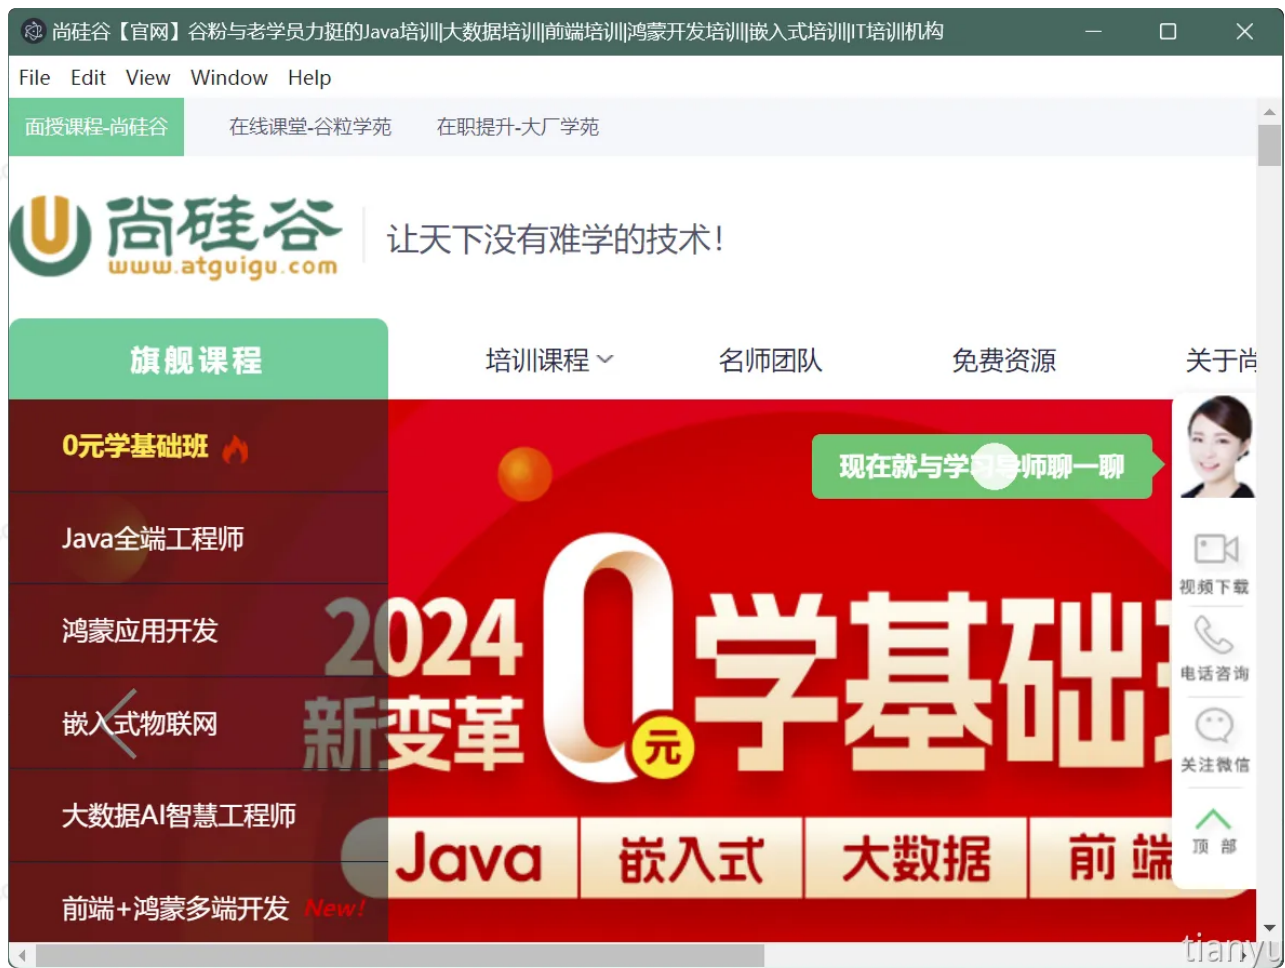 尚硅谷【官网】谷粉与老学员力挺的Java培训|大数据培训|前端培训|鸿蒙开发培训|嵌入式培训|IT培训机构
File Edit View Window Help
面授课程-尚硅谷 在线课堂-谷粒学苑 在职提升-大厂学苑
尚硅谷
www.atguigu.com
让天下没有难学的技术!
旗舰课程 培训课程 名师团队 免费资源 关于尚
0元学基础班
现在就与学习导师聊一聊
Java全端工程师
鸿蒙应用开发
嵌入式物联网
大数据AI智慧工程师
前端+鸿蒙多端开发 New!
2024
新变革
0元学基础班
Java 嵌入式 大数据 前端
视频下载
电话咨询
关注微信
顶部
tianyu